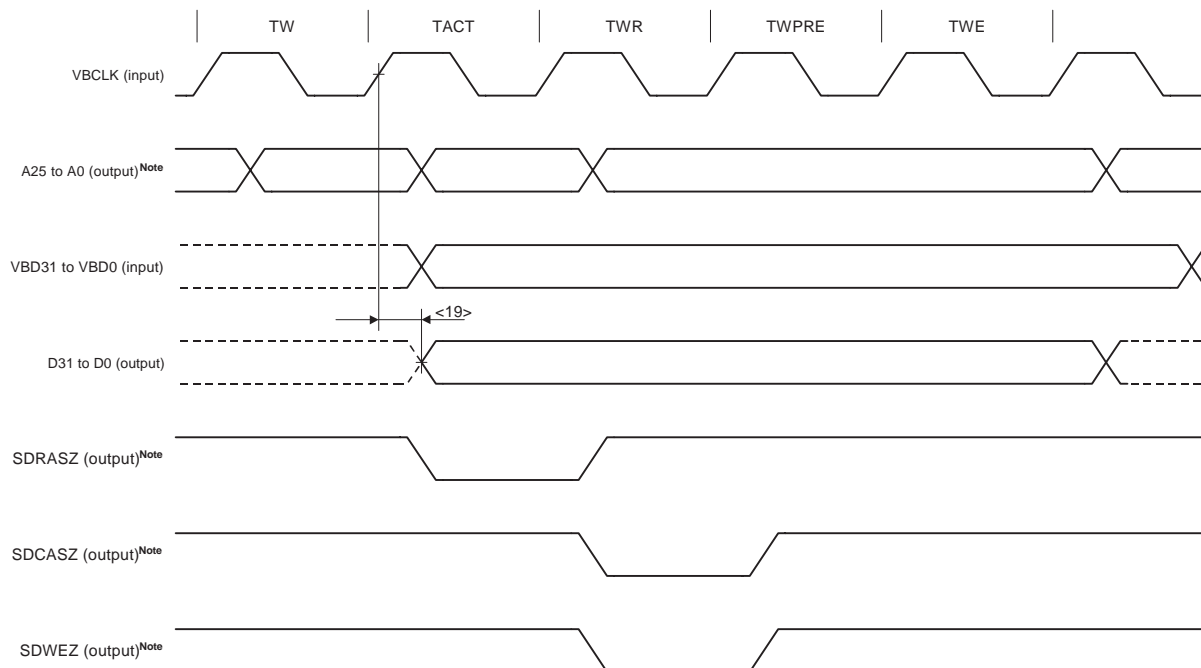 TW TACT TWR TWPRE TWE
VBCLK (input)
A25 to A0 (output)Note
VBD31 to VBD0 (input)
<19>
D31 to D0 (output)
SDRASZ (output)Note
SDCASZ (output)Note
SDWEZ (output)Note